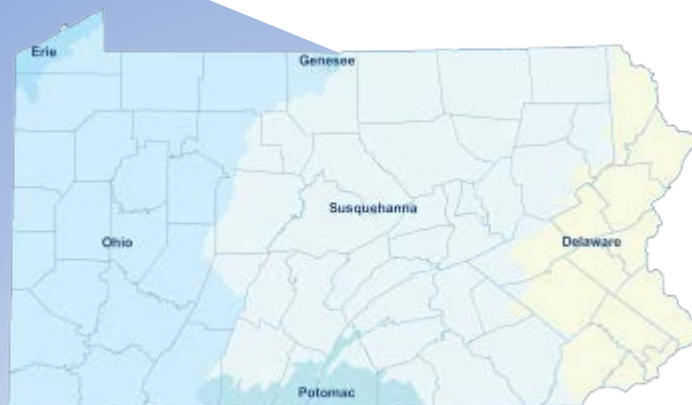 Erie
Genesee
Susquehanna
Ohio
Delaware
Potomac